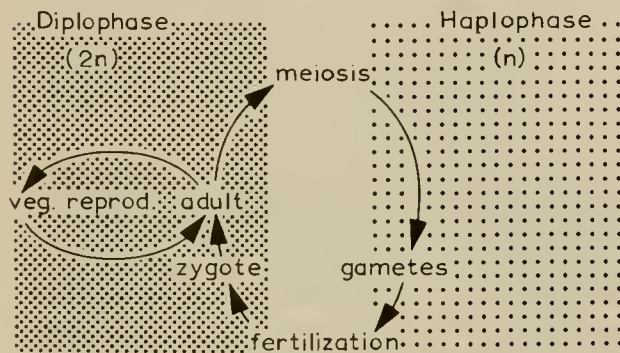 Diplophase
(2n)
Haplophase
(n)
meiosis
veg. reprod. adult
zygote
gametes
fertilization